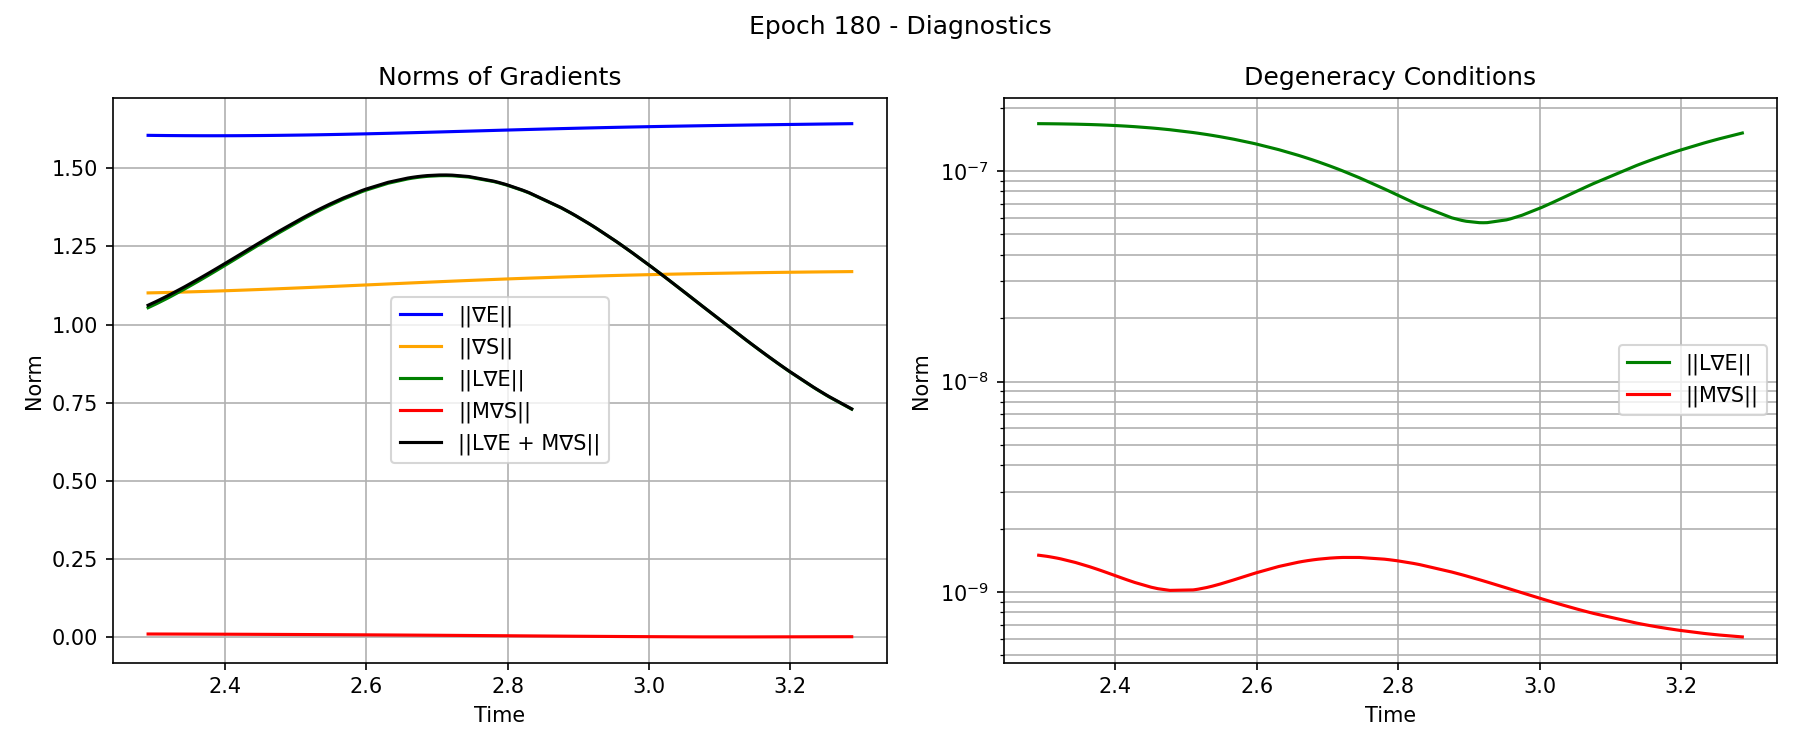 Epoch 180 - Diagnostics
Norms of Gradients
Norm
1.50
1.25
1.00
0.75
0.50
0.25
0.00
||∇E||
||∇S||
||L∇E||
||M∇S||
||L∇E + M∇S||
2.4 2.6 2.8 3.0 3.2
Time
Degeneracy Conditions
Norm
10⁻⁷
10⁻⁸
10⁻⁹
||L∇E||
||M∇S||
2.4 2.6 2.8 3.0 3.2
Time